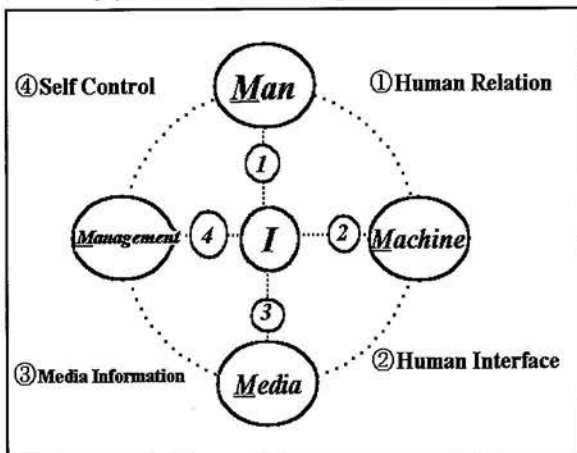 ④Self Control
Man
①Human Relation
1
Management
4
I
2
Machine
3
③Media Information
Media
②Human Interface